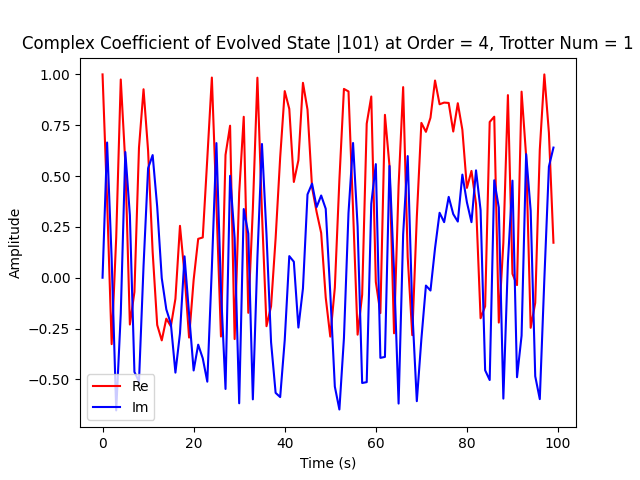 Complex Coefficient of Evolved State |101⟩ at Order = 4, Trotter Num = 1
1.00
0.75
0.50
0.25
0.00
−0.25
−0.50
Amplitude
Re
Im
0
20
40
60
80
100
Time (s)